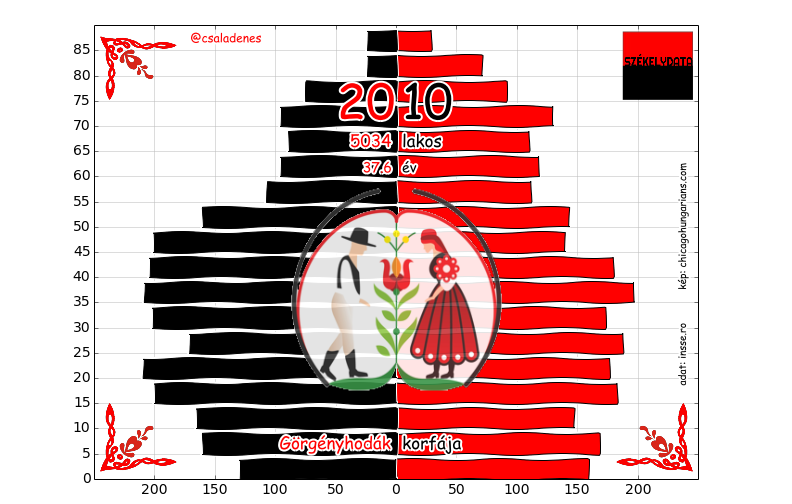 @csaladenes
SZÉKELYDATA
2010
5034 lakos
37.6 év
kép: chicagohungarians.com
adat: insse.ro
Görgényhodák korfája
85
80
75
70
65
60
55
50
45
40
35
30
25
20
15
10
5
0
200 150 100 50 0 50 100 150 200